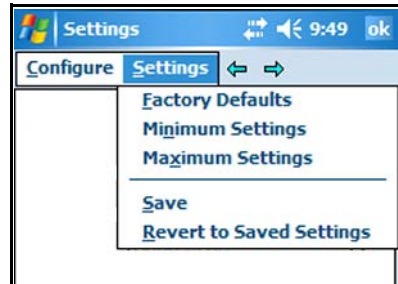 Settings 9:49 ok
Configure Settings
Factory Defaults
Minimum Settings
Maximum Settings
Save
Revert to Saved Settings